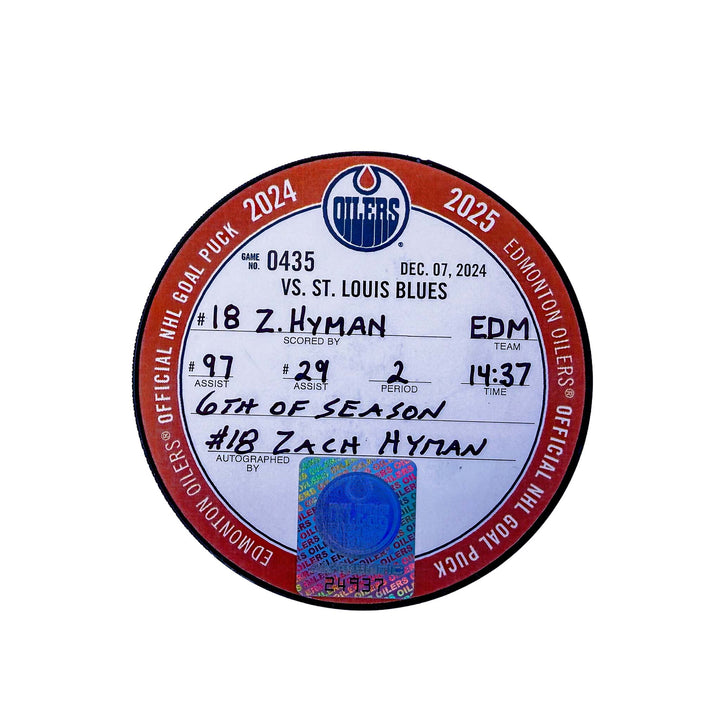 2024 2025
OILERS
®
GAME NO. 0435
DEC. 07, 2024
VS. ST. LOUIS BLUES
#18 Z. HYMAN EDM
SCORED BY TEAM
#97 #29 2 14:37
ASSIST ASSIST PERIOD TIME
6TH OF SEASON
#18 ZACH HYMAN
AUTOGRAPHED BY
OILERS
24937
EDMONTON OILERS® OFFICIAL NHL GOAL PUCK
EDMONTON OILERS® OFFICIAL NHL GOAL PUCK